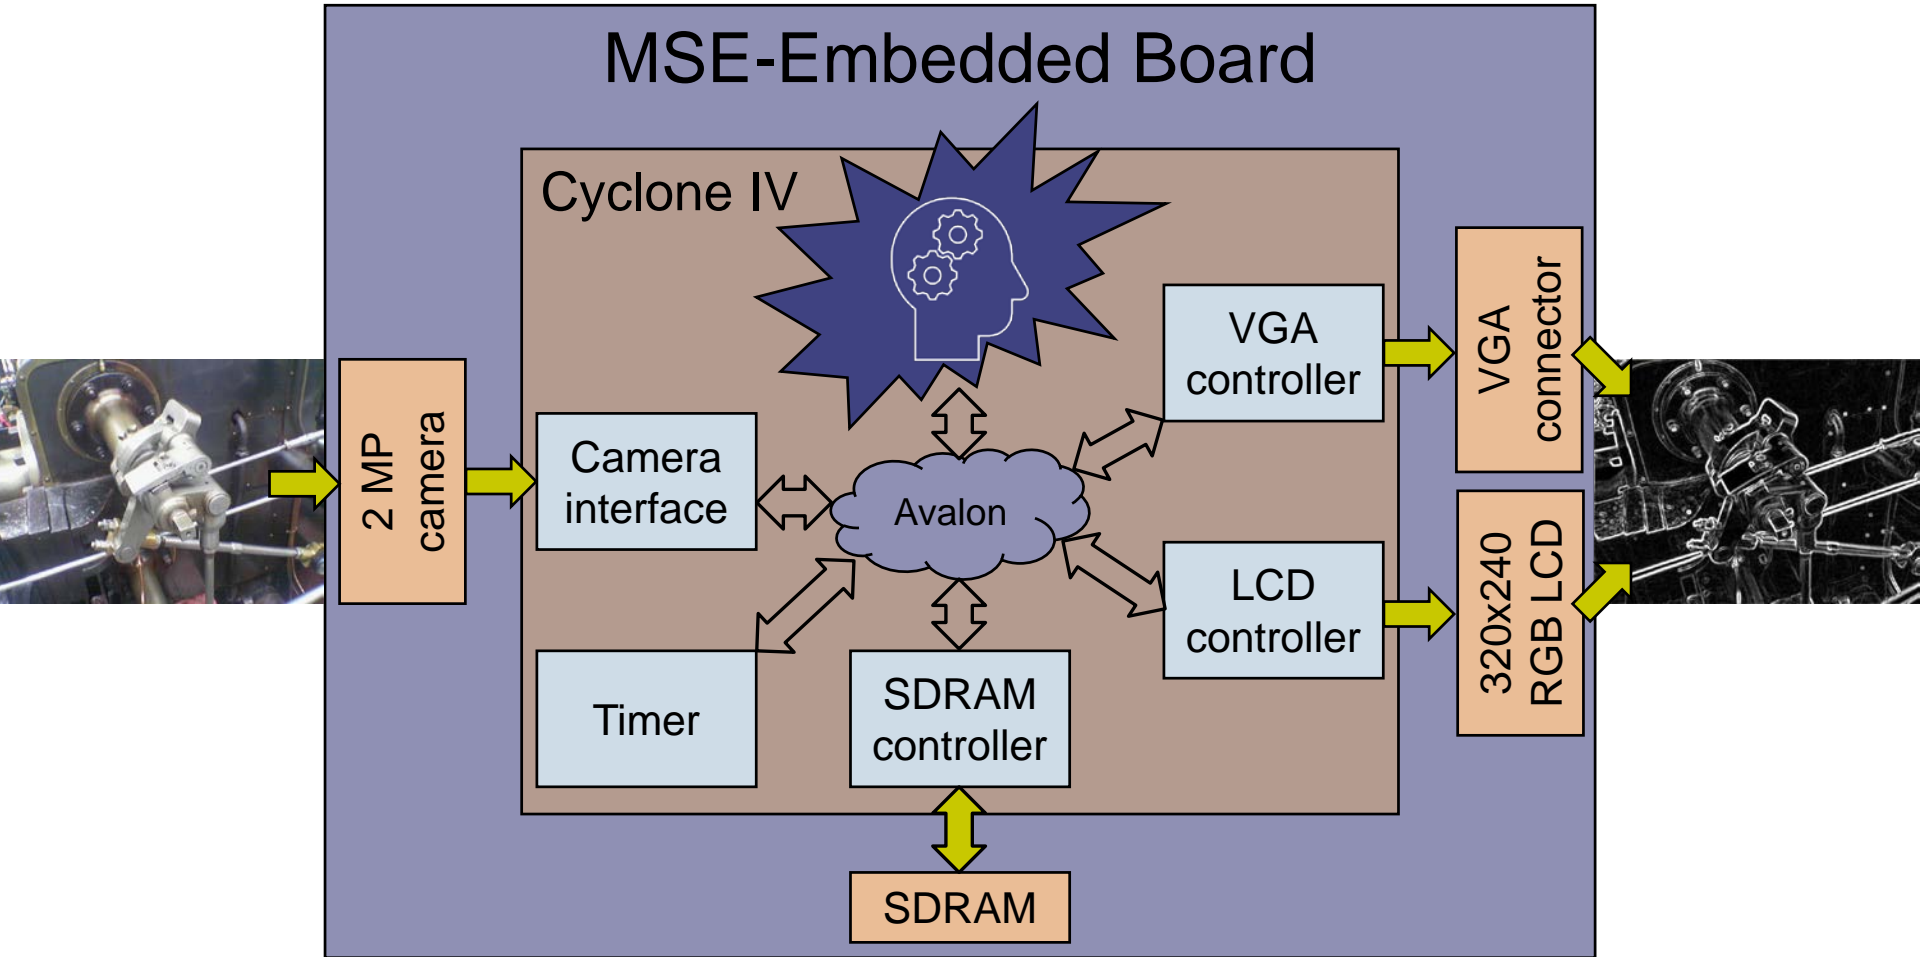 MSE-Embedded Board
Cyclone IV
VGA
controller
VGA
connector
2 MP
camera
Camera
interface
Avalon
LCD
controller
320x240
RGB LCD
Timer
SDRAM
controller
SDRAM